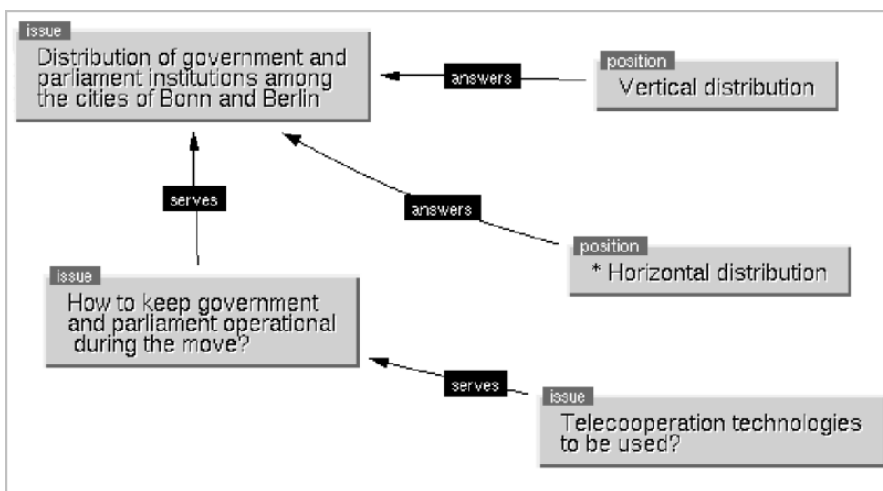 issue
Distribution of government and
parliament institutions among
the cities of Bonn and Berlin
answers
position
Vertical distribution
serves
answers
position
* Horizontal distribution
issue
How to keep government
and parliament operational
during the move?
serves
issue
Telecooperation technologies
to be used?